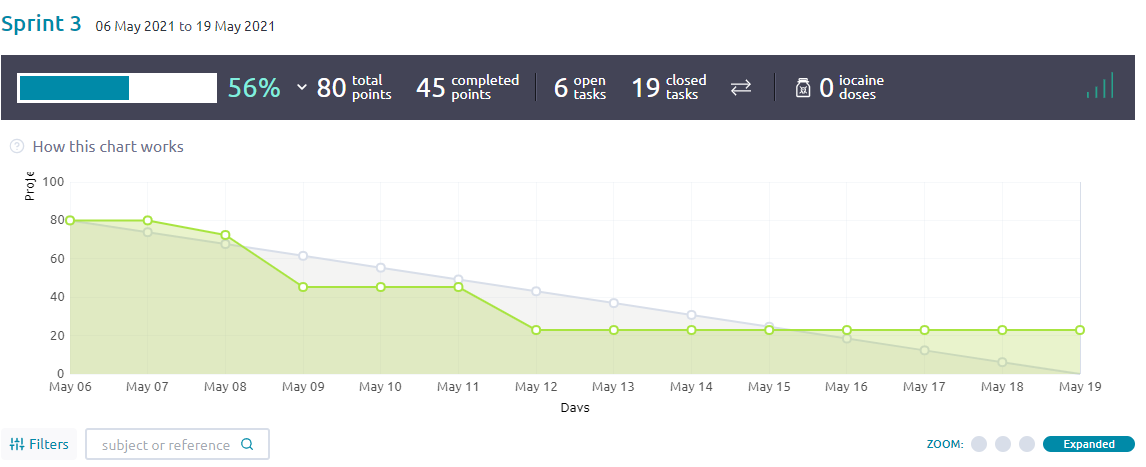 Sprint 3 06 May 2021 to 19 May 2021
56% 80 total points 45 completed points 6 open tasks 19 closed tasks 0 iocaine doses
? How this chart works
Proje
100
80
60
40
20
0
May 06 May 07 May 08 May 09 May 10 May 11 May 12 May 13 May 14 May 15 May 16 May 17 May 18 May 19
Days
Filters subject or reference ZOOM: Expanded